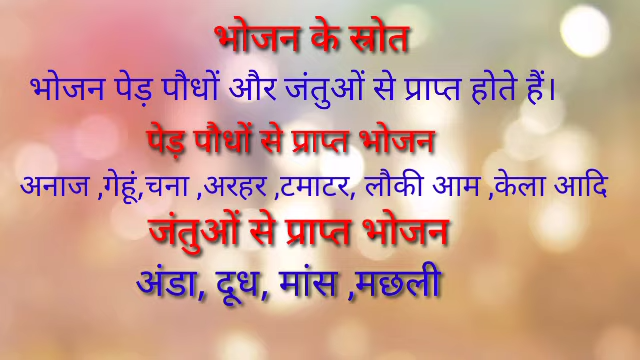 भोजन के स्रोत
भोजन पेड़ पौधों और जंतुओं से प्राप्त होते हैं।
पेड़ पौधों से प्राप्त भोजन
अनाज ,गेहूं,चना ,अरहर ,टमाटर, लौकी आम ,केला आदि
जंतुओं से प्राप्त भोजन
अंडा, दूध, मांस ,मछली